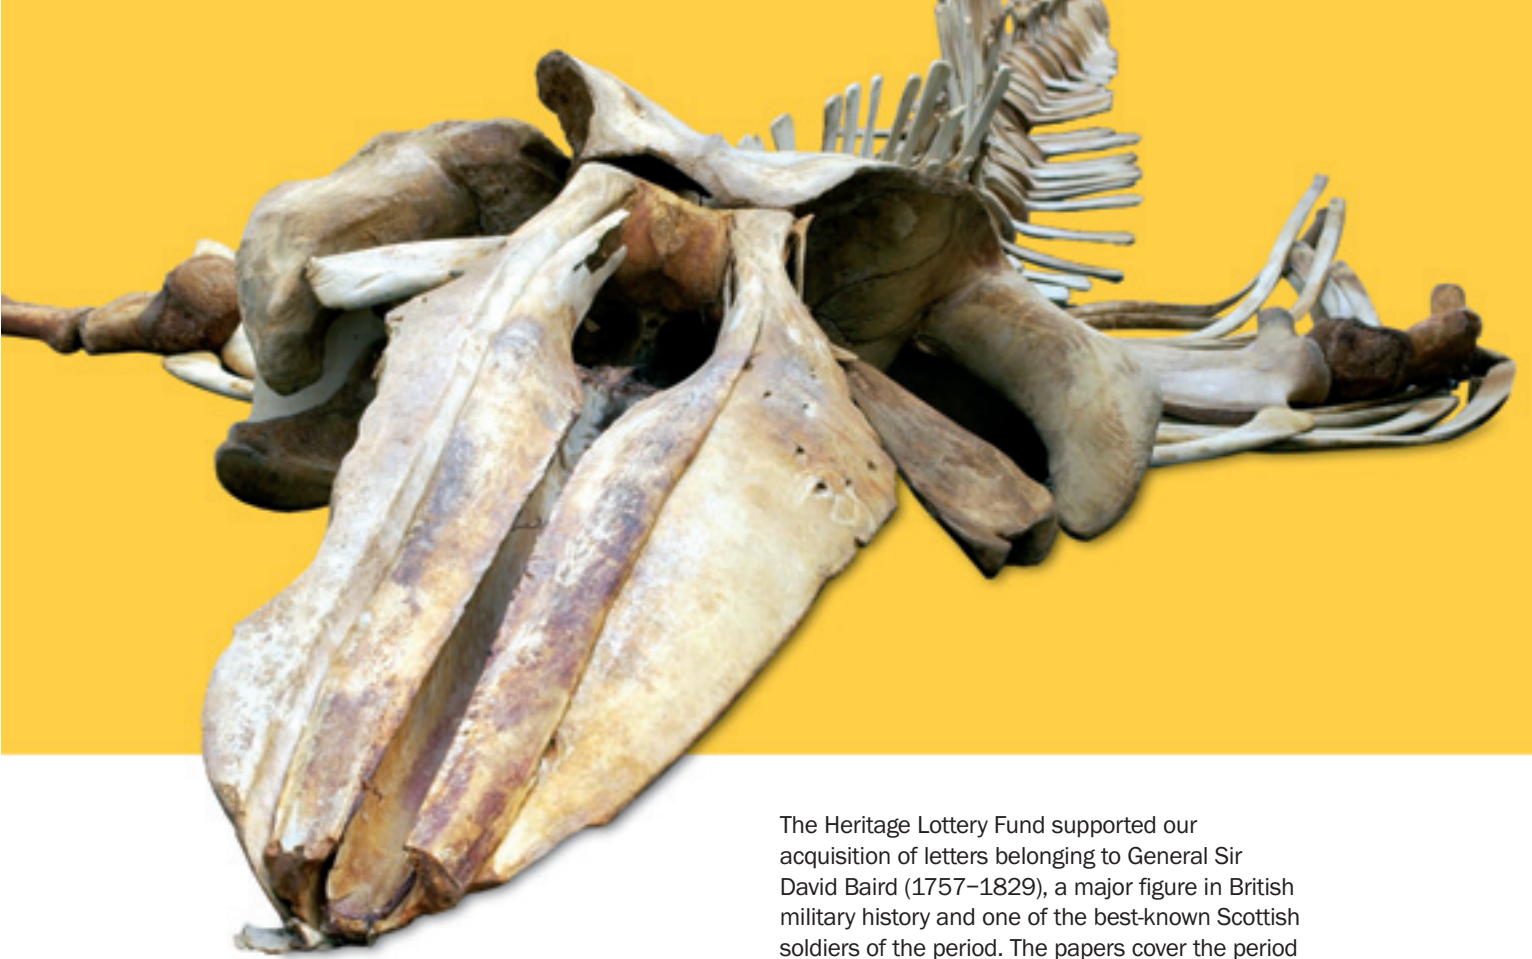 The Heritage Lottery Fund supported our
acquisition of letters belonging to General Sir
David Baird (1757–1829), a major figure in British
military history and one of the best-known Scottish
soldiers of the period. The papers cover the period